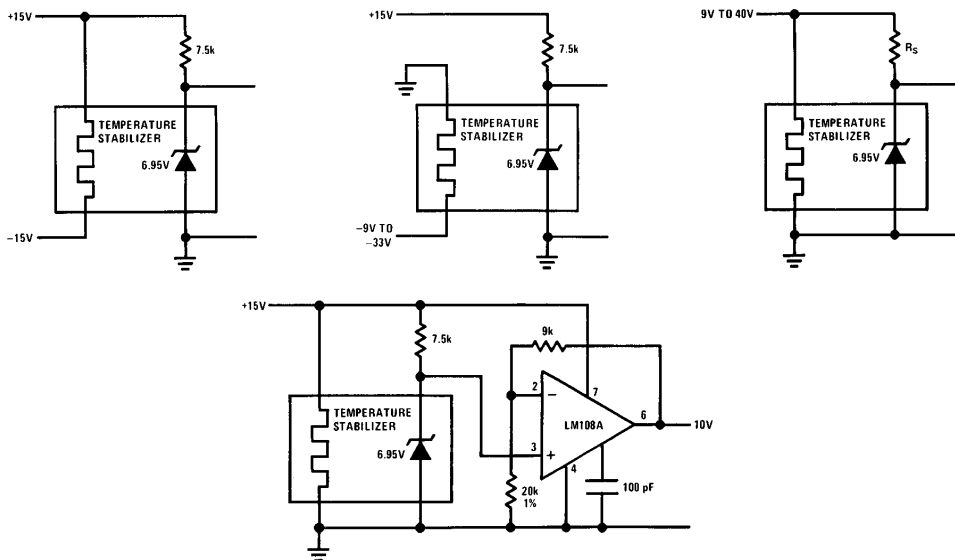 +15V
7.5k
TEMPERATURE
STABILIZER
6.95V
−15V
+15V
7.5k
TEMPERATURE
STABILIZER
6.95V
−9V TO
−33V
9V TO 40V
RS
TEMPERATURE
STABILIZER
6.95V
+15V
7.5k
9k
TEMPERATURE
STABILIZER
6.95V
2
−
7
LM108A
6
10V
3
+
4
20k
1%
100 pF